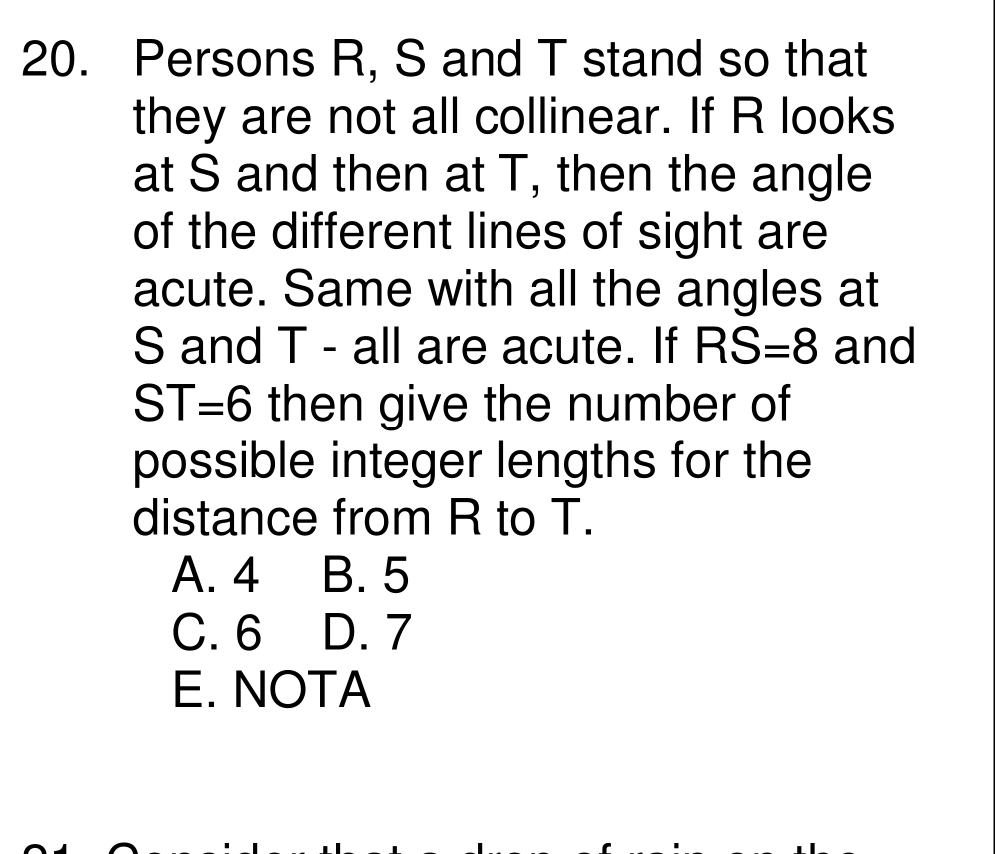 20. Persons R, S and T stand so that
they are not all collinear. If R looks
at S and then at T, then the angle
of the different lines of sight are
acute. Same with all the angles at
S and T - all are acute. If RS=8 and
ST=6 then give the number of
possible integer lengths for the
distance from R to T.
A. 4 B. 5
C. 6 D. 7
E. NOTA
21. Consider that a drop of rain on the